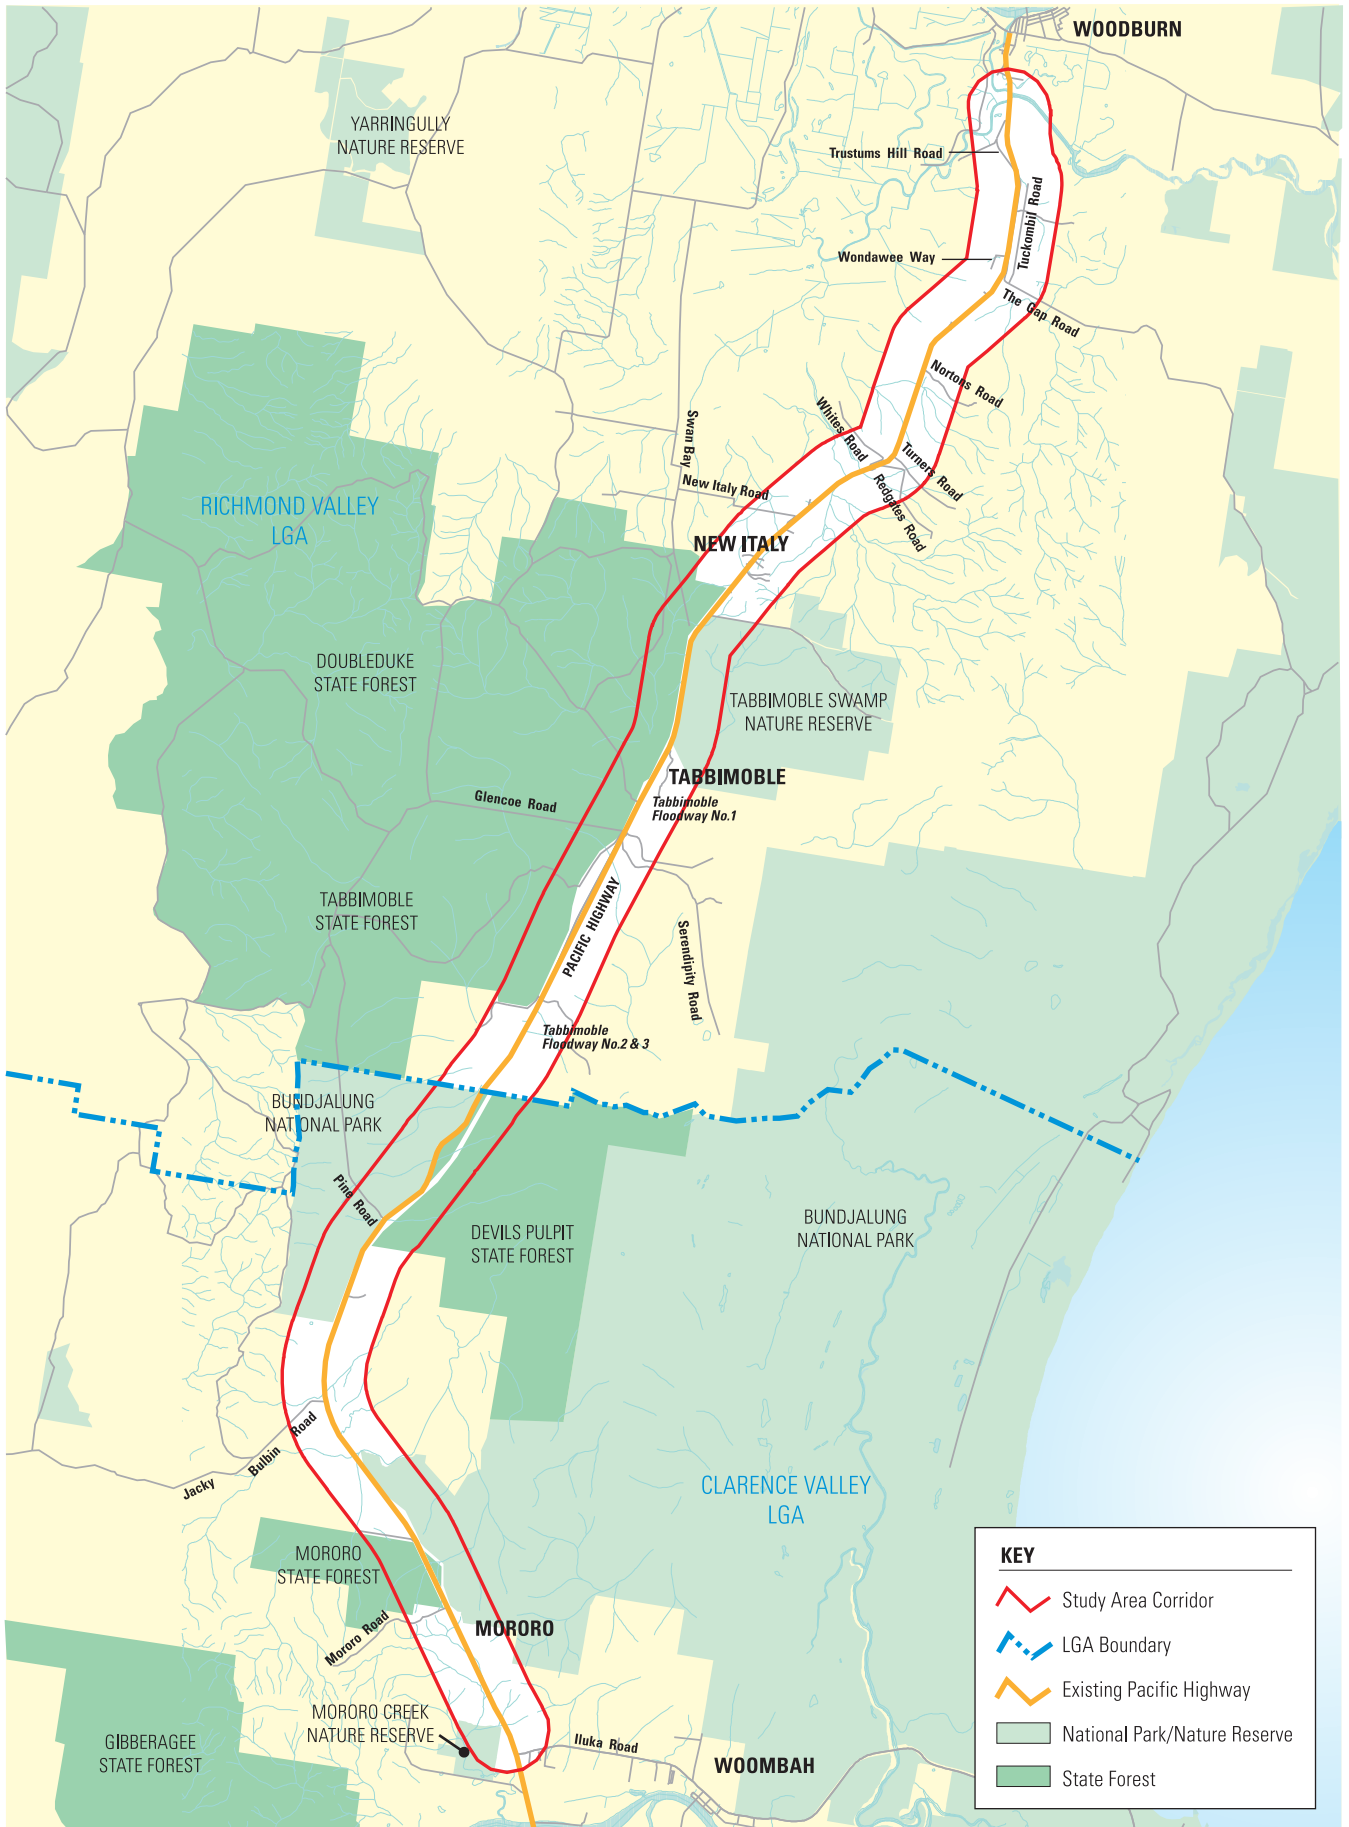 WOODBURN
YARRINGULLY
NATURE RESERVE
Trustums Hill Road
Tuckombil Road
Wondawee Way
The Gap Road
Nortons Road
Whites Road
Swan Bay
New Italy Road
Turners Road
Redgates Road
RICHMOND VALLEY
LGA
NEW ITALY
DOUBLEDUKE
STATE FOREST
TABBIMOBLE SWAMP
NATURE RESERVE
TABBIMOBLE
Tabbimoble
Floodway No.1
Glencoe Road
TABBIMOBLE
STATE FOREST
PACIFIC HIGHWAY
Serendipity Road
Tabbimoble
Floodway No.2 & 3
BUNDJALUNG
NATIONAL PARK
Pine Road
DEVILS PULPIT
STATE FOREST
BUNDJALUNG
NATIONAL PARK
Jacky Bulbin Road
CLARENCE VALLEY
LGA
MORORO
STATE FOREST
Mororo Road
MORORO
MORORO CREEK
NATURE RESERVE
Iluka Road
GIBBERAGEE
STATE FOREST
WOOMBAH
KEY
Study Area Corridor
LGA Boundary
Existing Pacific Highway
National Park/Nature Reserve
State Forest